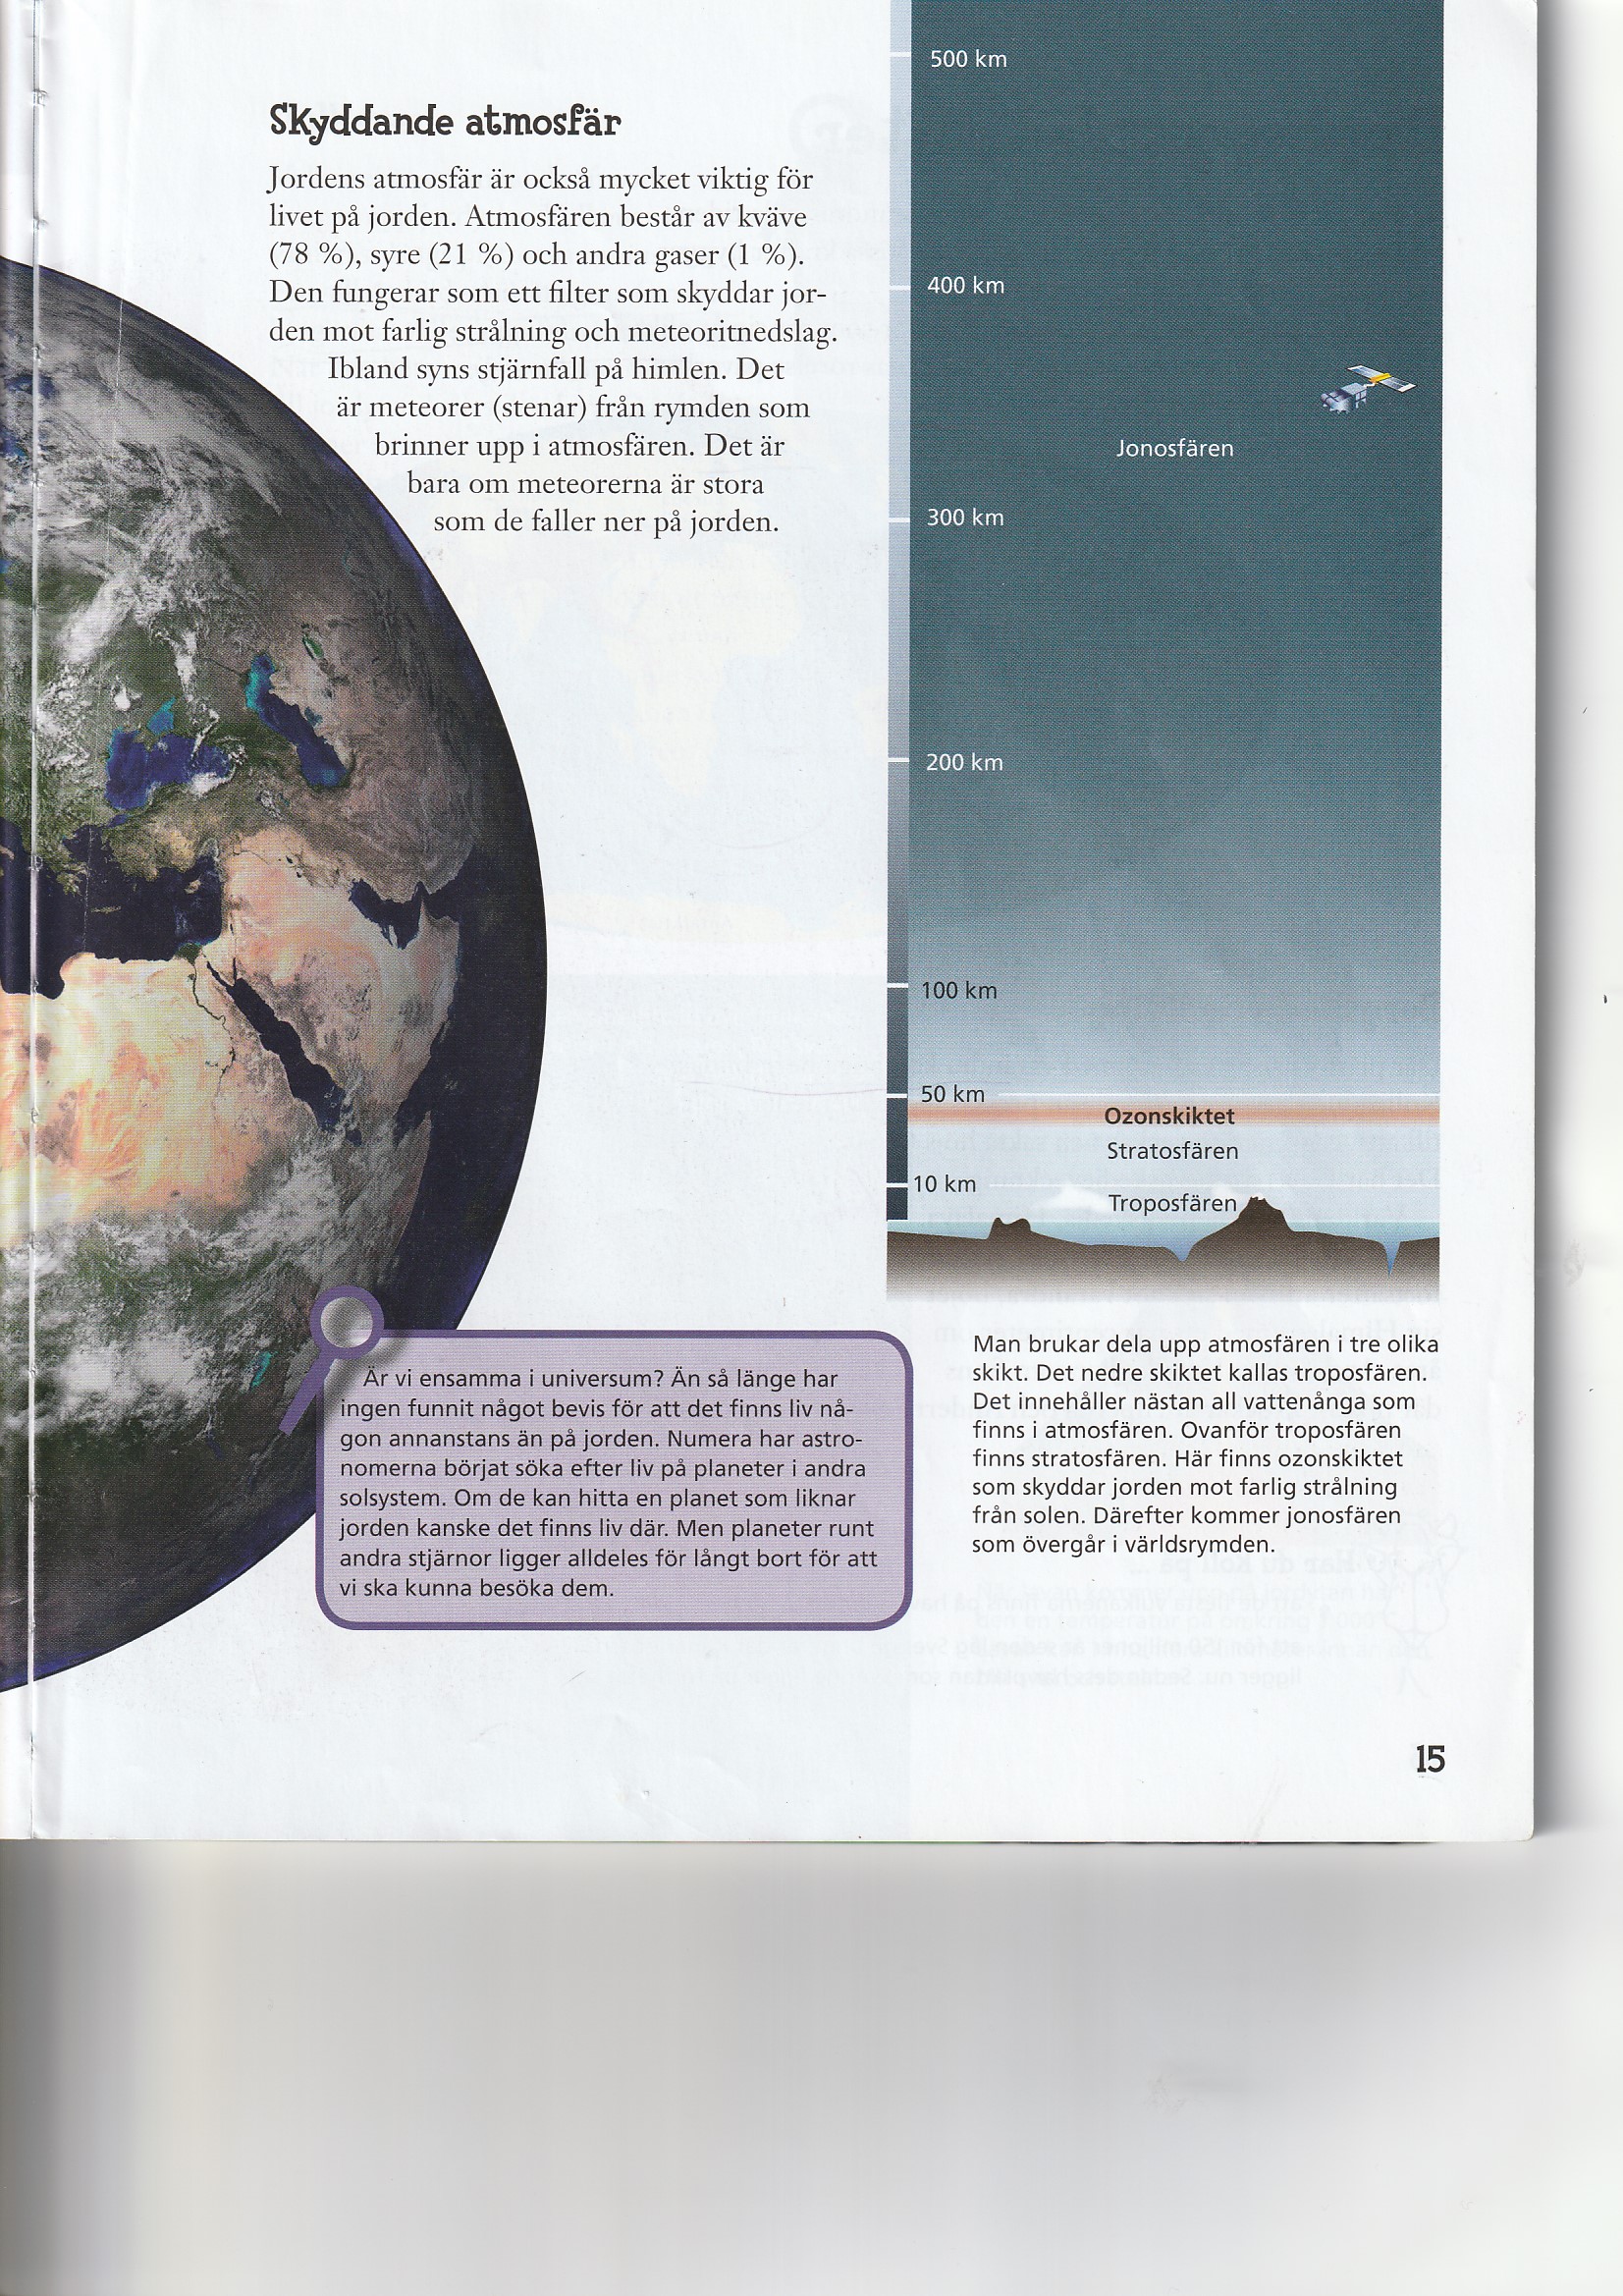 Skyddande atmosfär
Jordens atmosfär är också mycket viktig för
livet på jorden. Atmosfären består av kväve
(78 %), syre (21 %) och andra gaser (1 %).
Den fungerar som ett filter som skyddar jor-
den mot farlig strålning och meteoritnedslag.
Ibland syns stjärnfall på himlen. Det
är meteorer (stenar) från rymden som
brinner upp i atmosfären. Det är
bara om meteorerna är stora
som de faller ner på jorden.
500 km
400 km
Jonosfären
300 km
200 km
100 km
50 km
Ozonskiktet
Stratosfären
10 km
Troposfären
Är vi ensamma i universum? Än så länge har
ingen funnit något bevis för att det finns liv nå-
gon annanstans än på jorden. Numera har astro-
nomerna börjat söka efter liv på planeter i andra
solsystem. Om de kan hitta en planet som liknar
jorden kanske det finns liv där. Men planeter runt
andra stjärnor ligger alldeles för långt bort för att
vi ska kunna besöka dem.
Man brukar dela upp atmosfären i tre olika
skikt. Det nedre skiktet kallas troposfären.
Det innehåller nästan all vattenånga som
finns i atmosfären. Ovanför troposfären
finns stratosfären. Här finns ozonskiktet
som skyddar jorden mot farlig strålning
från solen. Därefter kommer jonosfären
som övergår i världsrymden.
15